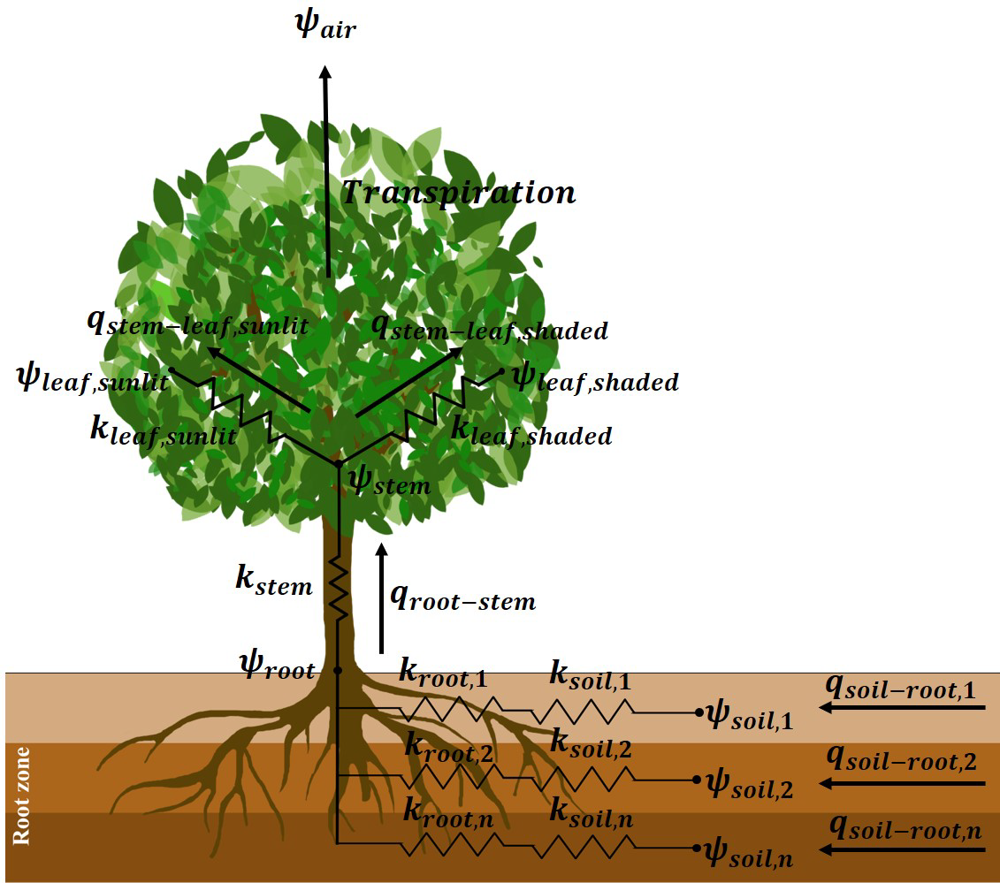 ψair
Transpiration
qstem−leaf,sunlit
qstem−leaf,shaded
ψleaf,sunlit
ψleaf,shaded
kleaf,sunlit
kleaf,shaded
ψstem
kstem
qroot−stem
ψroot
kroot,1
ksoil,1
ψsoil,1
qsoil−root,1
kroot,2
ksoil,2
ψsoil,2
qsoil−root,2
kroot,n
ksoil,n
ψsoil,n
qsoil−root,n
Root zone